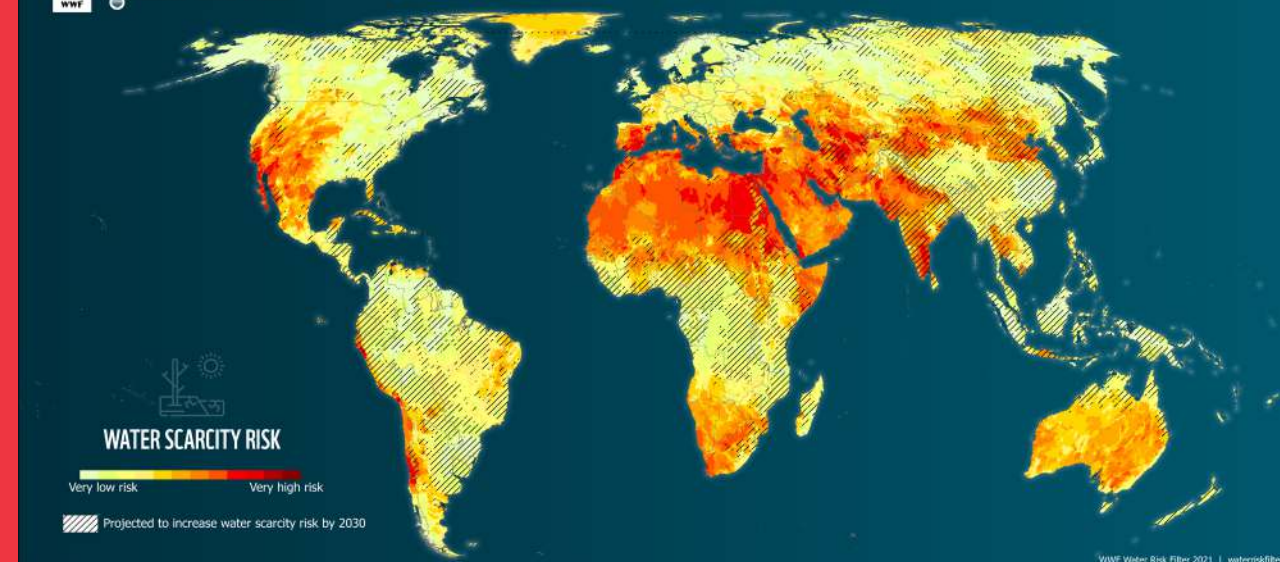 WWF
WATER SCARCITY RISK
Very low risk
Very high risk
Projected to increase water scarcity risk by 2030
WWF Water Risk Filter 2021 | waterriskfilte